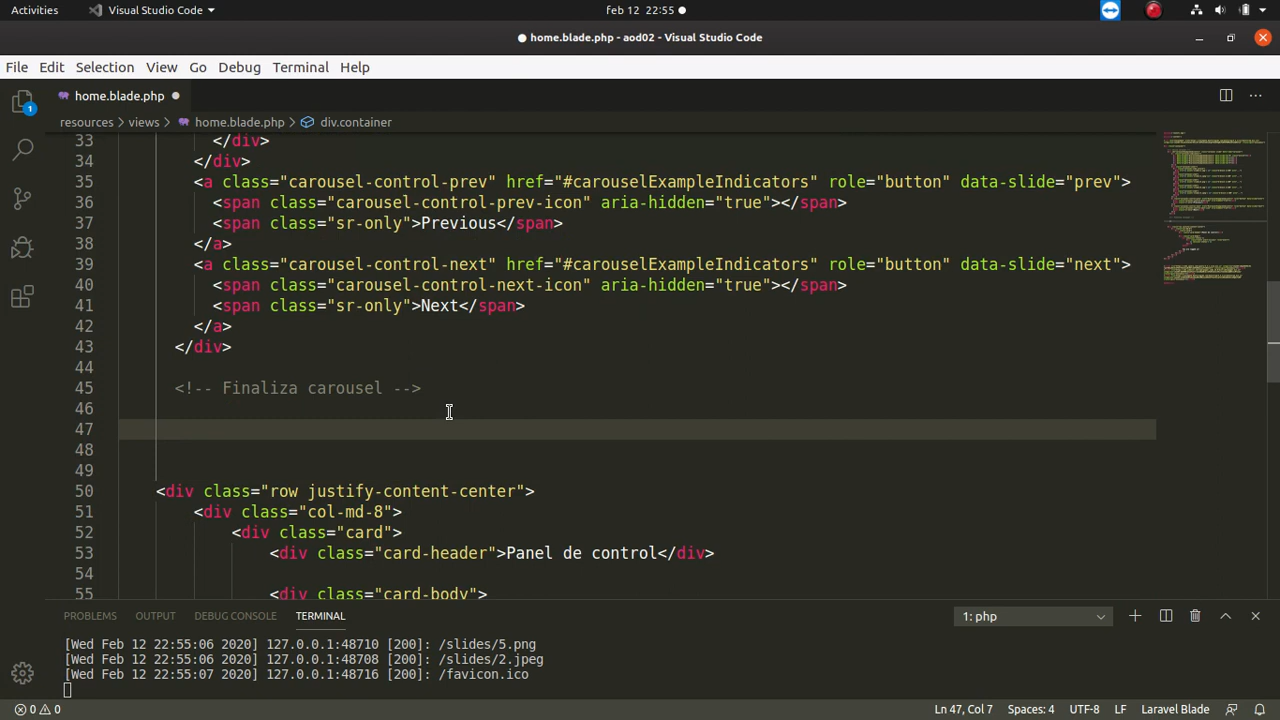 Activities Visual Studio Code feb 12 22:55
home.blade.php - aod02 - Visual Studio Code
File Edit Selection View Go Debug Terminal Help
home.blade.php
resources > views > home.blade.php > div.container
1
33 </div>
34 </div>
35 <a class="carousel-control-prev" href="#carouselExampleIndicators" role="button" data-slide="prev">
36 <span class="carousel-control-prev-icon" aria-hidden="true"></span>
37 <span class="sr-only">Previous</span>
38 </a>
39 <a class="carousel-control-next" href="#carouselExampleIndicators" role="button" data-slide="next">
40 <span class="carousel-control-next-icon" aria-hidden="true"></span>
41 <span class="sr-only">Next</span>
42 </a>
43 </div>
44
45 <!-- Finaliza carousel -->
46
47
48
49
50 <div class="row justify-content-center">
51 <div class="col-md-8">
52 <div class="card">
53 <div class="card-header">Panel de control</div>
54
55 <div class="card-body">
PROBLEMS OUTPUT DEBUG CONSOLE TERMINAL 1: php
[Wed Feb 12 22:55:06 2020] 127.0.0.1:48710 [200]: /slides/5.png
[Wed Feb 12 22:55:06 2020] 127.0.0.1:48708 [200]: /slides/2.jpeg
[Wed Feb 12 22:55:07 2020] 127.0.0.1:48716 [200]: /favicon.ico
0 0 Ln 47, Col 7 Spaces: 4 UTF-8 LF Laravel Blade